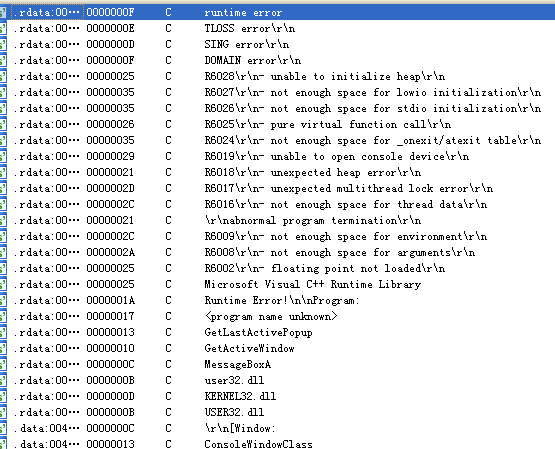 .rdata:00… 0000000F C runtime error
.rdata:00… 0000000E C TLOSS error\r\n
.rdata:00… 0000000D C SING error\r\n
.rdata:00… 0000000F C DOMAIN error\r\n
.rdata:00… 00000025 C R6028\r\n- unable to initialize heap\r\n
.rdata:00… 00000035 C R6027\r\n- not enough space for lowio initialization\r\n
.rdata:00… 00000035 C R6026\r\n- not enough space for stdio initialization\r\n
.rdata:00… 00000026 C R6025\r\n- pure virtual function call\r\n
.rdata:00… 00000035 C R6024\r\n- not enough space for _onexit/atexit table\r\n
.rdata:00… 00000029 C R6019\r\n- unable to open console device\r\n
.rdata:00… 00000021 C R6018\r\n- unexpected heap error\r\n
.rdata:00… 0000002D C R6017\r\n- unexpected multithread lock error\r\n
.rdata:00… 0000002C C R6016\r\n- not enough space for thread data\r\n
.rdata:00… 00000021 C \r\nabnormal program termination\r\n
.rdata:00… 0000002C C R6009\r\n- not enough space for environment\r\n
.rdata:00… 0000002A C R6008\r\n- not enough space for arguments\r\n
.rdata:00… 00000025 C R6002\r\n- floating point not loaded\r\n
.rdata:00… 00000025 C Microsoft Visual C++ Runtime Library
.rdata:00… 0000001A C Runtime Error!\n\nProgram:
.rdata:00… 00000017 C <program name unknown>
.rdata:00… 00000013 C GetLastActivePopup
.rdata:00… 00000010 C GetActiveWindow
.rdata:00… 0000000C C MessageBoxA
.rdata:00… 0000000B C user32.dll
.rdata:00… 0000000D C KERNEL32.dll
.rdata:00… 0000000B C USER32.dll
.data:004… 0000000C C \r\n[Window:
.data:004… 00000013 C ConsoleWindowClass